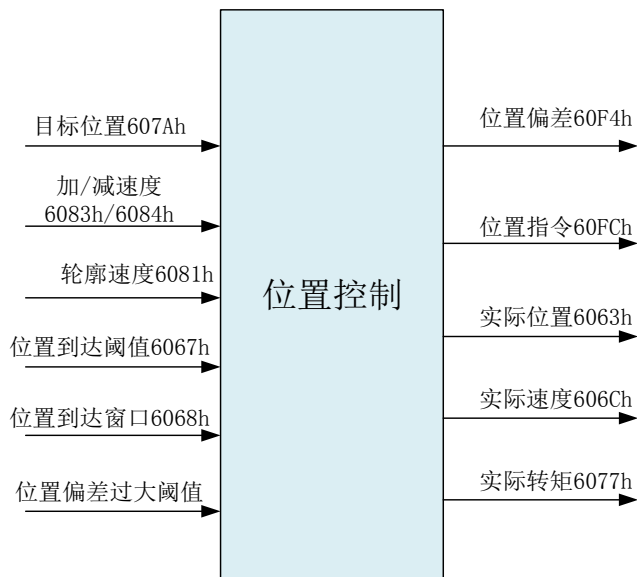 目标位置607Ah
加/减速度
6083h/6084h
轮廓速度6081h
位置到达阈值6067h
位置到达窗口6068h
位置偏差过大阈值
位置控制
位置偏差60F4h
位置指令60FCh
实际位置6063h
实际速度606Ch
实际转矩6077h